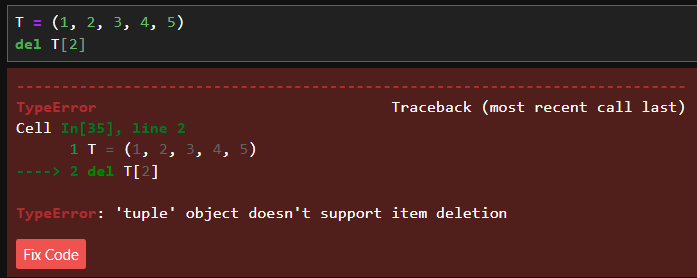 T = (1, 2, 3, 4, 5)
del T[2]
---------------------------------------------------------------------------
TypeError                                 Traceback (most recent call last)
Cell In[35], line 2
      1 T = (1, 2, 3, 4, 5)
----> 2 del T[2]

TypeError: 'tuple' object doesn't support item deletion
Fix Code